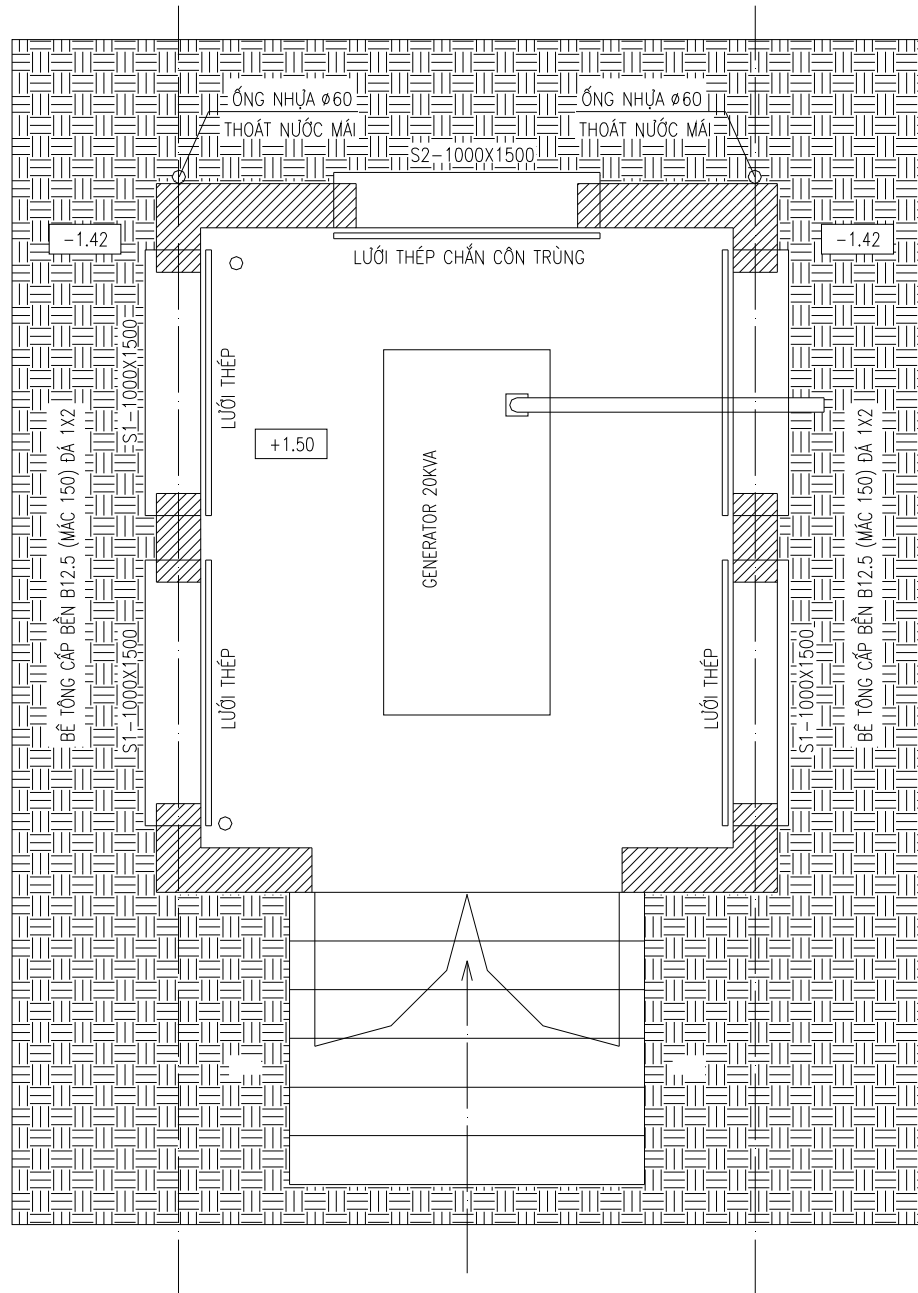 ỐNG NHỰA Ø60
THOÁT NƯỚC MÁI
ỐNG NHỰA Ø60
THOÁT NƯỚC MÁI
S2-1000X1500
-1.42
-1.42
LƯỚI THÉP CHẮN CÔN TRÙNG
S1-1000X1500
LƯỚI THÉP
+1.50
BÊ TÔNG CẤP BỀN B12.5 (MÁC 150) ĐÁ 1X2
GENERATOR 20KVA
BÊ TÔNG CẤP BỀN B12.5 (MÁC 150) ĐÁ 1X2
S1-1000X1500
LƯỚI THÉP
LƯỚI THÉP
S1-1000X1500